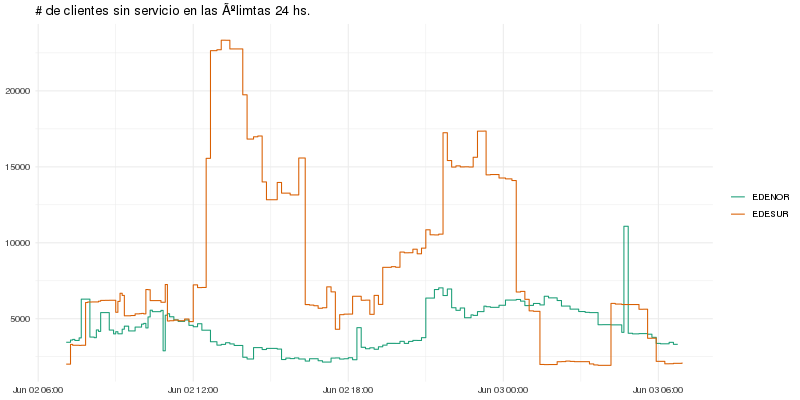 # de clientes sin servicio en las Ãºlimtas 24 hs.
20000
15000
10000
5000
Jun 02 06:00
Jun 02 12:00
Jun 02 18:00
Jun 03 00:00
Jun 03 06:00
EDENOR
EDESUR